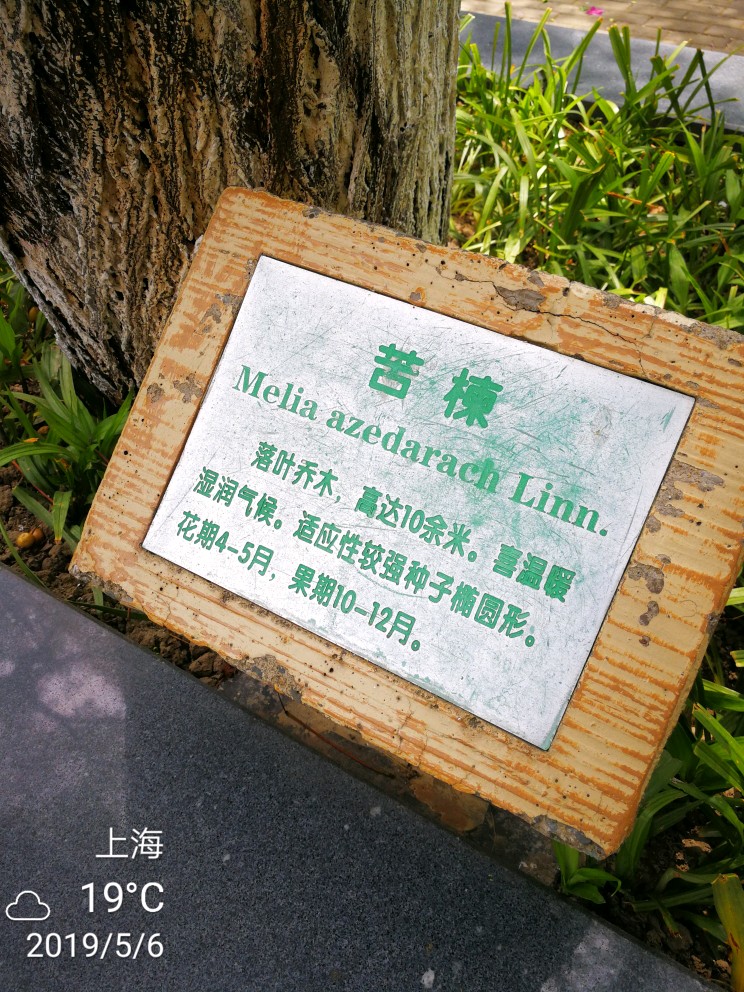 苦楝
Melia azedarach Linn.
落叶乔木，高达10余米。喜温暖
湿润气候。适应性较强种子椭圆形。
花期4-5月，果期10-12月。
上海
19°C
2019/5/6